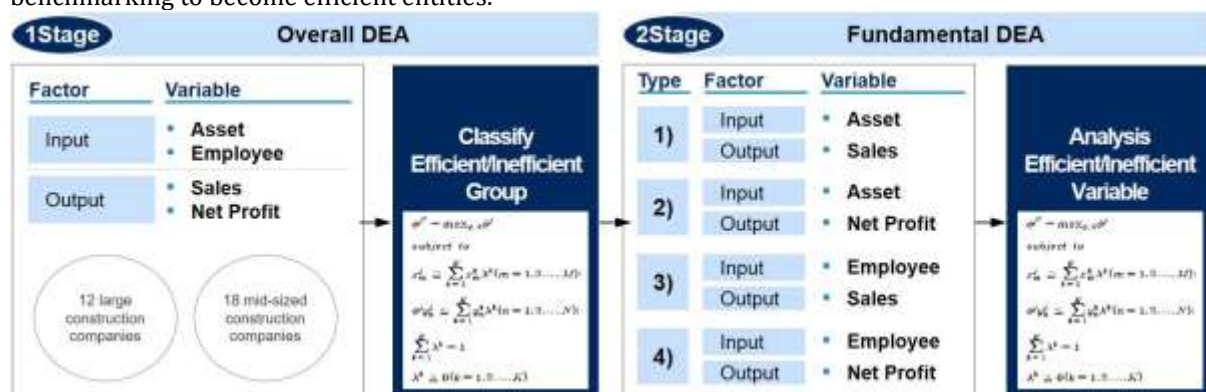 benchmarking to become efficient entities.
1Stage Overall DEA
Factor Variable
Input
• Asset
• Employee
Output
• Sales
• Net Profit
12 large
construction
companies
18 mid-sized
construction
companies
Classify
Efficient/Inefficient
Group
subject to
2Stage Fundamental DEA
Type Factor Variable
1)
Input • Asset
Output • Sales
2)
Input • Asset
Output • Net Profit
3)
Input • Employee
Output • Sales
4)
Input • Employee
Output • Net Profit
Analysis
Efficient/Inefficient
Variable
subject to